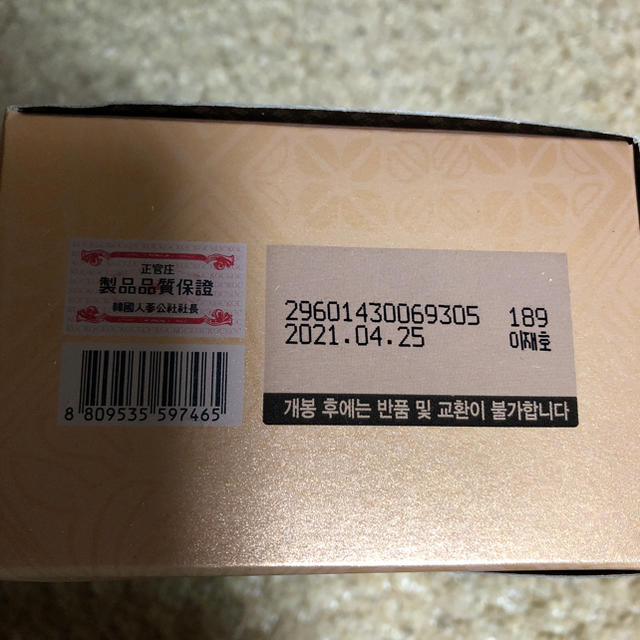 正官庄
製品品質保證
韓國人蔘公社社長
8 809535 597465
29601430069305 189
2021.04.25 이재호
개봉 후에는 반품 및 교환이 불가합니다